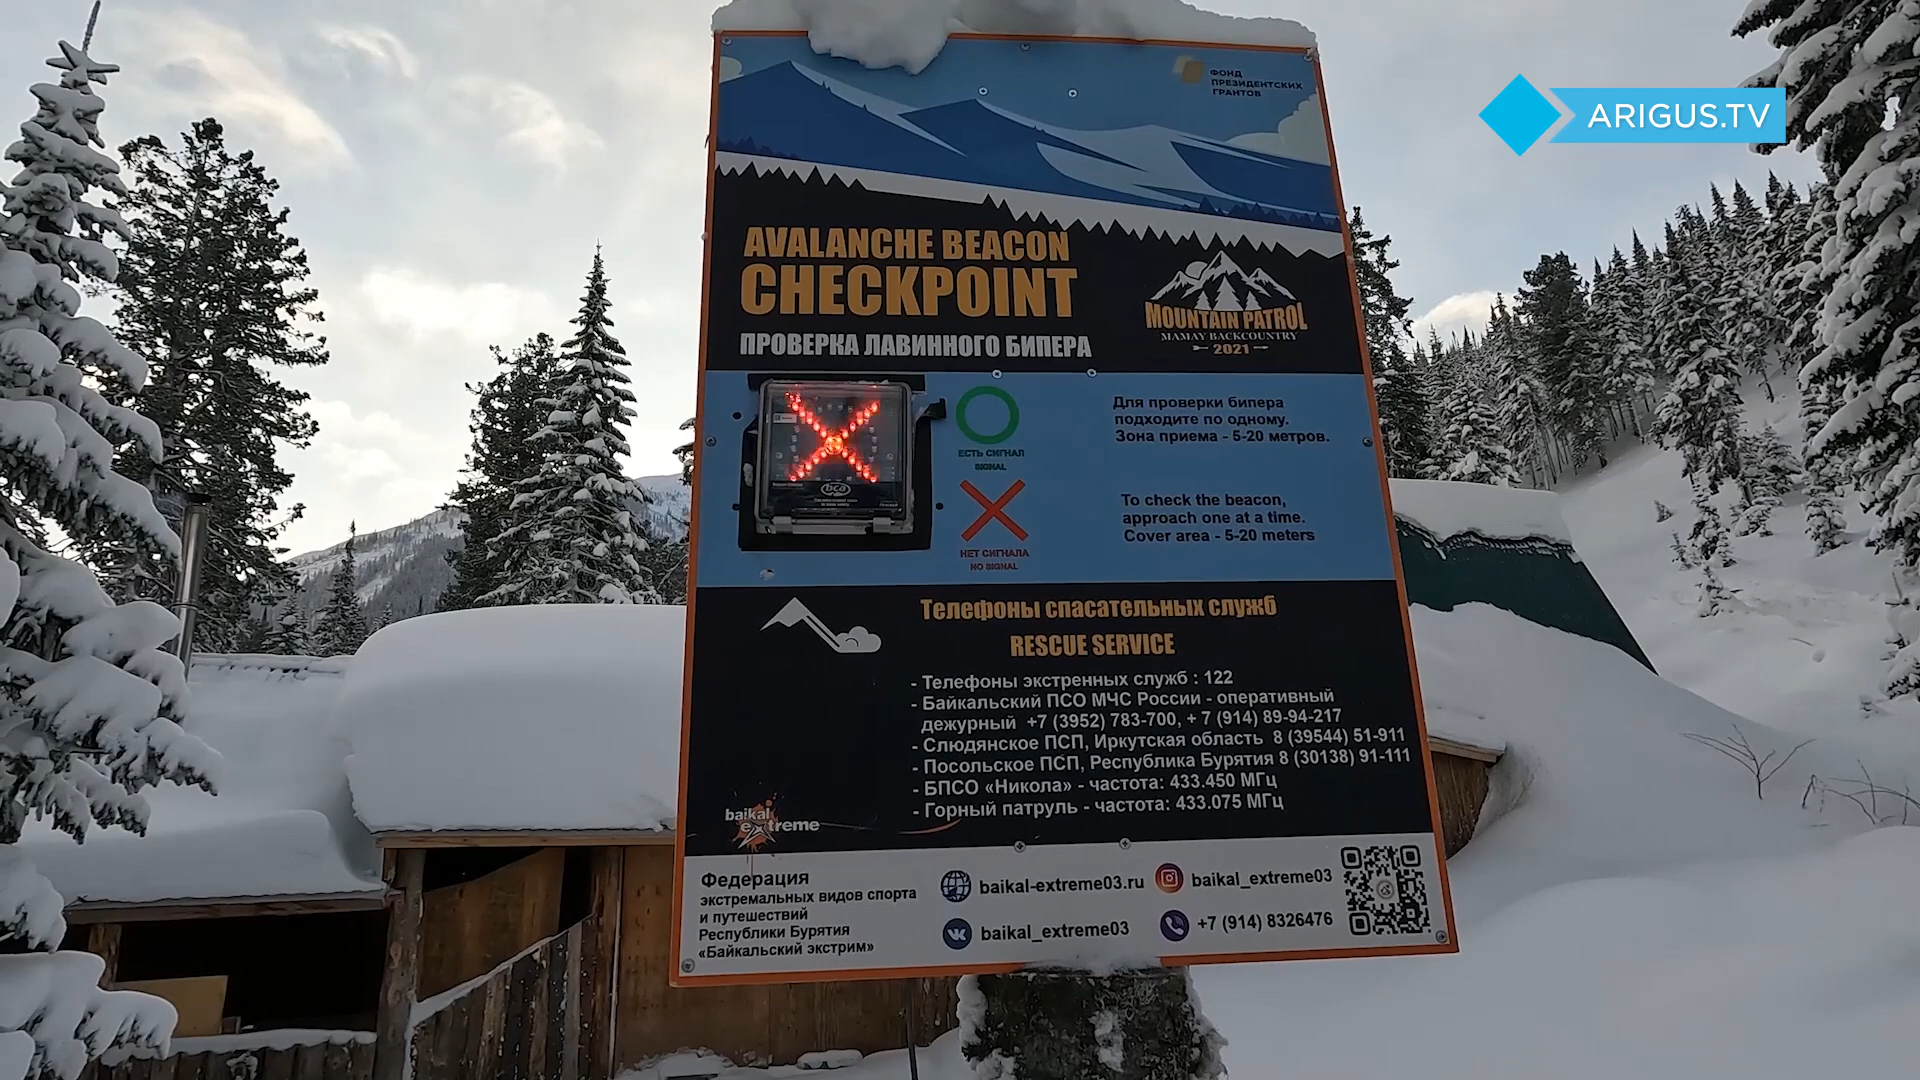 ARIGUS.TV
ФОНД
ПРЕЗИДЕНТСКИХ
ГРАНТОВ
AVALANCHE BEACON
CHECKPOINT
ПРОВЕРКА ЛАВИННОГО БИПЕРА
MOUNTAIN PATROL
MAMAY BACKCOUNTRY
2021
bca
ЕСТЬ СИГНАЛ
SIGNAL
НЕТ СИГНАЛА
NO SIGNAL
Для проверки бипера
подходите по одному.
Зона приема - 5-20 метров.
To check the beacon,
approach one at a time.
Cover area - 5-20 meters
Телефоны спасательных служб
RESCUE SERVICE
- Телефоны экстренных служб : 122
- Байкальский ПСО МЧС России - оперативный
дежурный +7 (3952) 783-700, + 7 (914) 89-94-217
- Слюдянское ПСП, Иркутская область 8 (39544) 51-911
- Посольское ПСП, Республика Бурятия 8 (30138) 91-111
- БПСО «Никола» - частота: 433.450 МГц
- Горный патруль - частота: 433.075 МГц
baikal
extreme
Федерация
экстремальных видов спорта
и путешествий
Республики Бурятия
«Байкальский экстрим»
baikal-extreme03.ru
baikal_extreme03
baikal_extreme03
+7 (914) 8326476